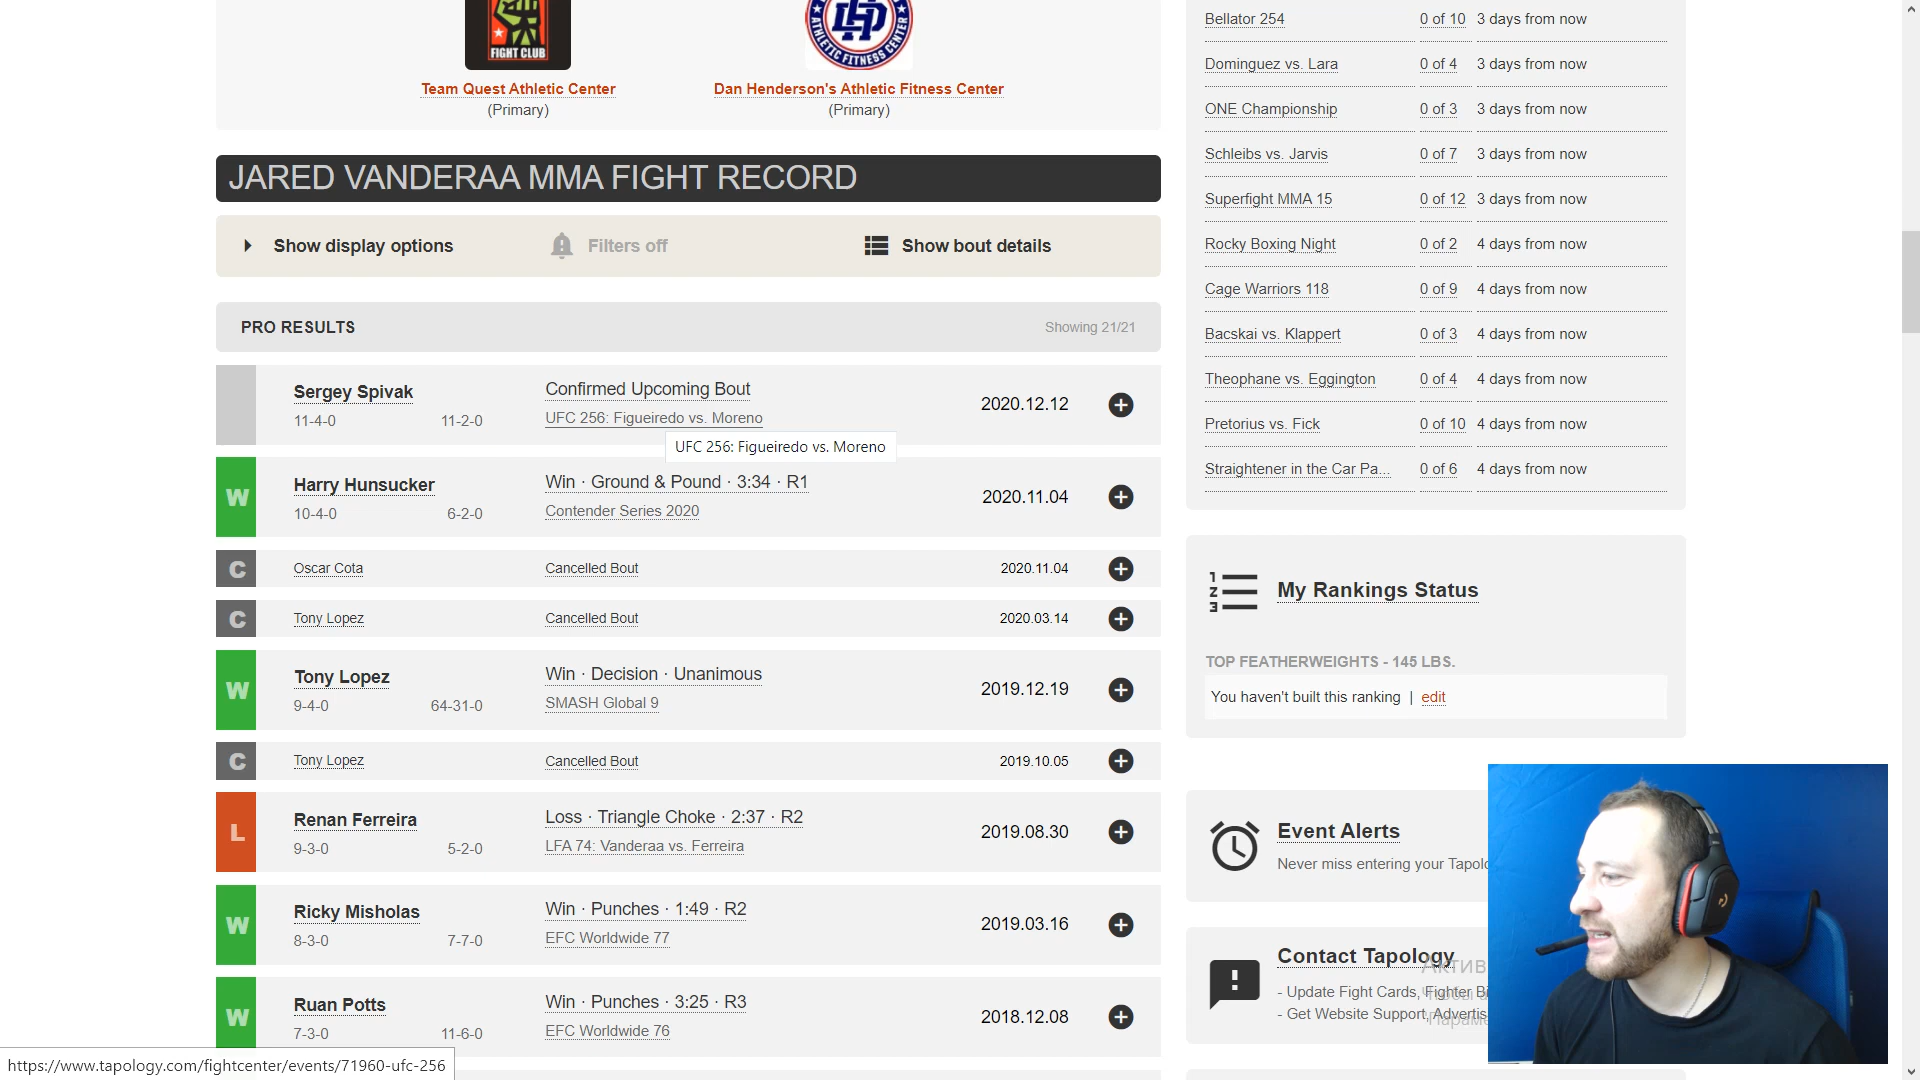 FIGHT CLUB
ATHLETIC FITNESS CENTER
Team Quest Athletic Center
(Primary)
Dan Henderson's Athletic Fitness Center
(Primary)
JARED VANDERAA MMA FIGHT RECORD
Show display options
Filters off
Show bout details
PRO RESULTS
Showing 21/21
Sergey Spivak
11-4-0 11-2-0
Confirmed Upcoming Bout
UFC 256: Figueiredo vs. Moreno
2020.12.12
UFC 256: Figueiredo vs. Moreno
W
Harry Hunsucker
10-4-0 6-2-0
Win · Ground & Pound · 3:34 · R1
Contender Series 2020
2020.11.04
C Oscar Cota Cancelled Bout 2020.11.04
C Tony Lopez Cancelled Bout 2020.03.14
W
Tony Lopez
9-4-0 64-31-0
Win · Decision · Unanimous
SMASH Global 9
2019.12.19
C Tony Lopez Cancelled Bout 2019.10.05
L
Renan Ferreira
9-3-0 5-2-0
Loss · Triangle Choke · 2:37 · R2
LFA 74: Vanderaa vs. Ferreira
2019.08.30
W
Ricky Misholas
8-3-0 7-7-0
Win · Punches · 1:49 · R2
EFC Worldwide 77
2019.03.16
W
Ruan Potts
7-3-0 11-6-0
Win · Punches · 3:25 · R3
EFC Worldwide 76
2018.12.08
https://www.tapology.com/fightcenter/events/71960-ufc-256
Bellator 254 0 of 10 3 days from now
Dominguez vs. Lara 0 of 4 3 days from now
ONE Championship 0 of 3 3 days from now
Schleibs vs. Jarvis 0 of 7 3 days from now
Superfight MMA 15 0 of 12 3 days from now
Rocky Boxing Night 0 of 2 4 days from now
Cage Warriors 118 0 of 9 4 days from now
Bacskai vs. Klappert 0 of 3 4 days from now
Theophane vs. Eggington 0 of 4 4 days from now
Pretorius vs. Fick 0 of 10 4 days from now
Straightener in the Car Pa... 0 of 6 4 days from now
My Rankings Status
TOP FEATHERWEIGHTS - 145 LBS.
You haven't built this ranking | edit
Event Alerts
Never miss entering your Tapolo
Contact Tapology
- Update Fight Cards, Fighter Bi
- Get Website Support, Advertis